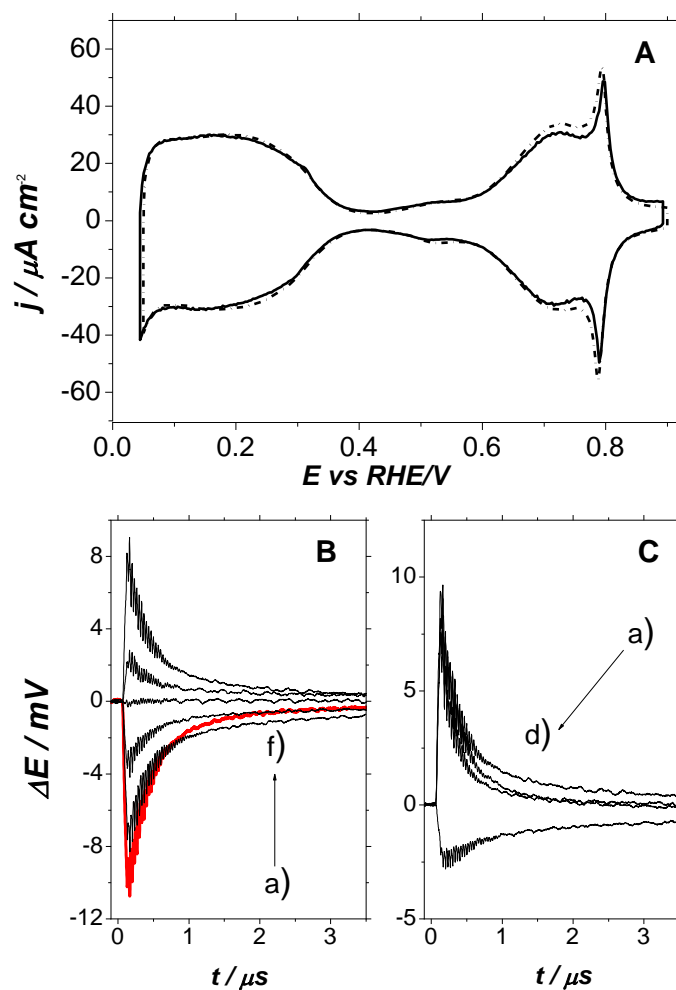 A
60
40
20
0
-20
-40
-60
j / μA cm-2
0.0 0.2 0.4 0.6 0.8
E vs RHE/V
B
8
4
0
-4
-8
-12
ΔE / mV
f)
a)
0 1 2 3
t / μs
C
10
5
0
-5
a)
d)
0 1 2 3
t / μs